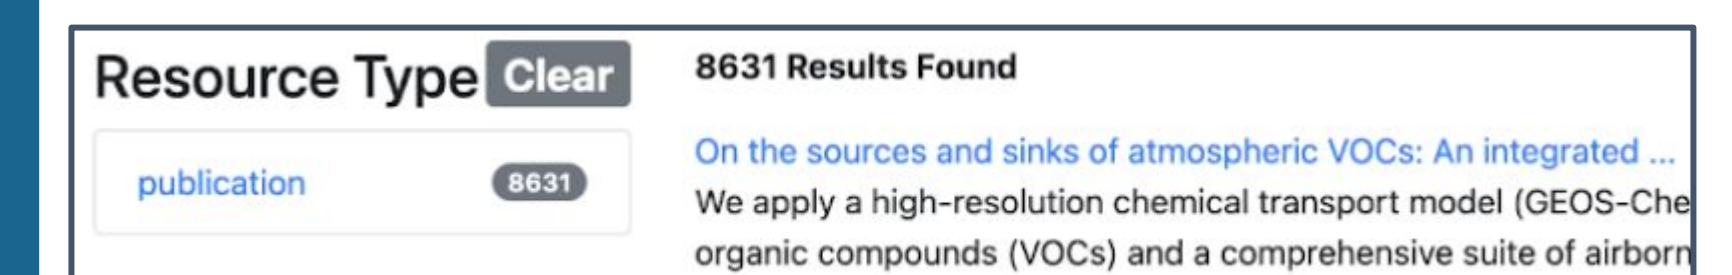 Resource Type Clear
publication 8631
8631 Results Found
On the sources and sinks of atmospheric VOCs: An integrated ...
We apply a high-resolution chemical transport model (GEOS-Che
organic compounds (VOCs) and a comprehensive suite of airborn